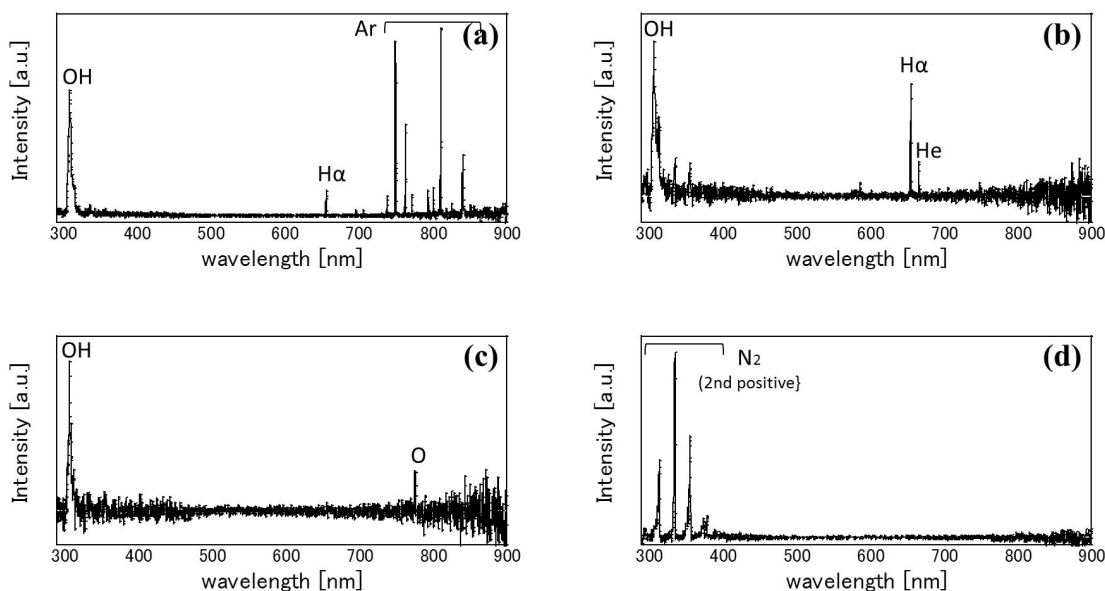 (a)
Ar
OH
Hα
Intensity [a.u.]
300 400 500 600 700 800 900
wavelength [nm]
(b)
OH
Hα
He
Intensity [a.u.]
300 400 500 600 700 800 900
wavelength [nm]
(c)
OH
O
Intensity [a.u.]
300 400 500 600 700 800 900
wavelength [nm]
(d)
N2
(2nd positive}
Intensity [a.u.]
300 400 500 600 700 800 900
wavelength [nm]